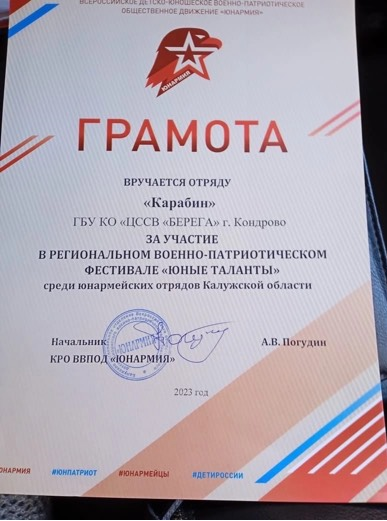 ВСЕРОССИЙСКОЕ ДЕТСКО-ЮНОШЕСКОЕ ВОЕННО-ПАТРИОТИЧЕСКОЕ
ОБЩЕСТВЕННОЕ ДВИЖЕНИЕ «ЮНАРМИЯ»
ЮНАРМИЯ
ГРАМОТА
ВРУЧАЕТСЯ ОТРЯДУ
«Карабин»
ГБУ КО «ЦССВ «БЕРЕГА» г. Кондрово
ЗА УЧАСТИЕ
В РЕГИОНАЛЬНОМ ВОЕННО-ПАТРИОТИЧЕСКОМ
ФЕСТИВАЛЕ «ЮНЫЕ ТАЛАНТЫ»
среди юнармейских отрядов Калужской области
Начальник А.В. Погудин
КРО ВВПОД «ЮНАРМИЯ»
ЮНАРМИЯ
2023 год
ЮНАРМИЯ #ЮНПАТРИОТ #ЮНАРМЕЙЦЫ #ДЕТИРОССИИ